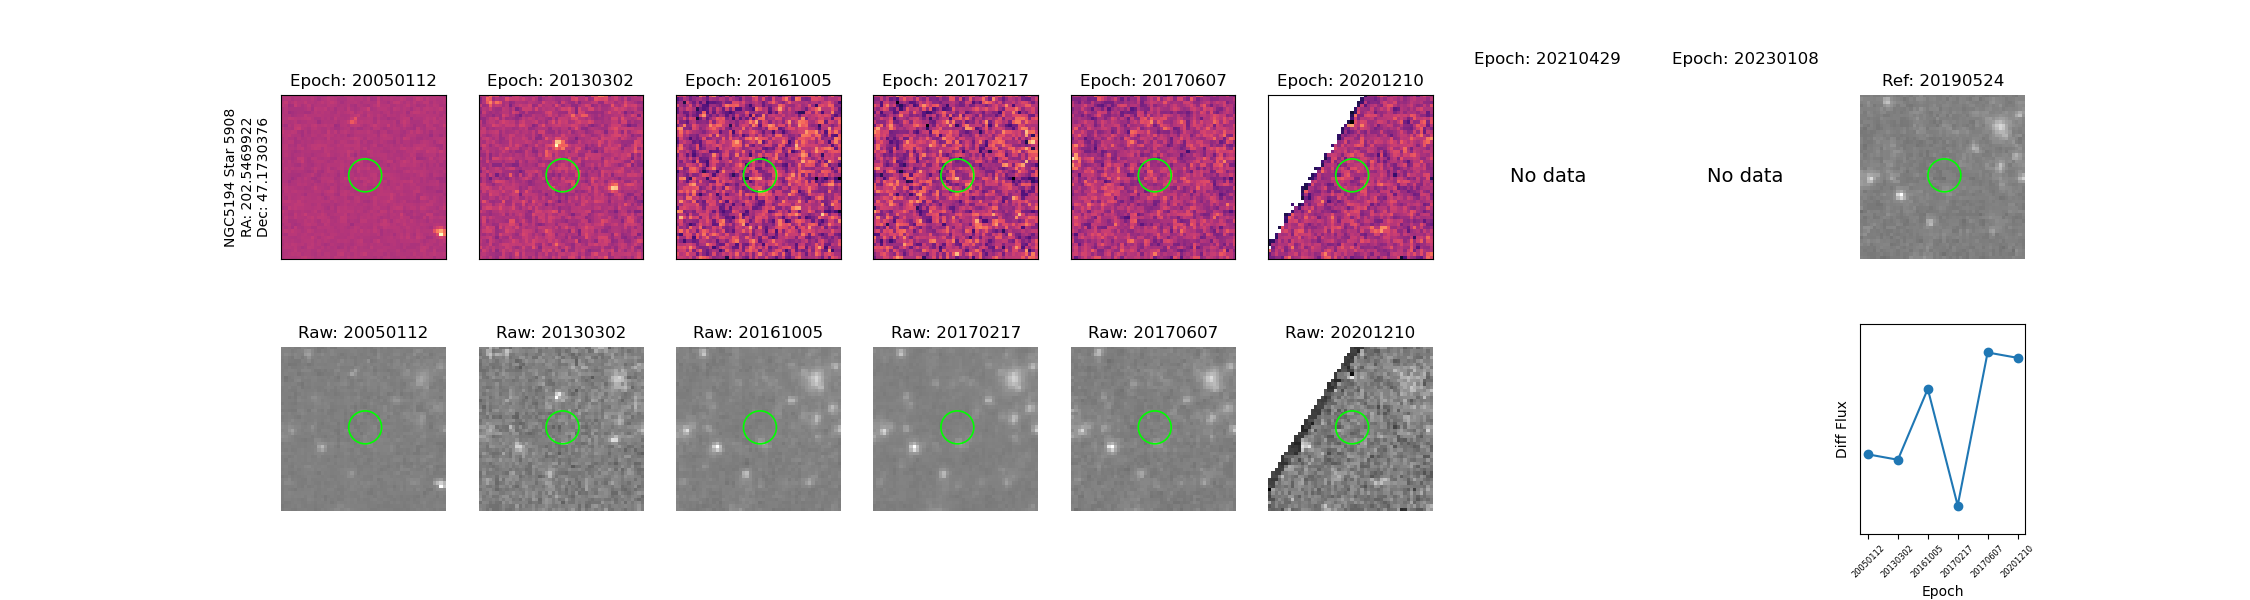 Epoch: 20050112
Epoch: 20130302
Epoch: 20161005
Epoch: 20170217
Epoch: 20170607
Epoch: 20201210
Epoch: 20210429
Epoch: 20230108
Ref: 20190524
NGC5194 Star 5908
RA: 202.5469922
Dec: 47.1730376
No data
No data
Raw: 20050112
Raw: 20130302
Raw: 20161005
Raw: 20170217
Raw: 20170607
Raw: 20201210
Diff Flux
20050112
20130302
20161005
20170217
20170607
20201210
Epoch